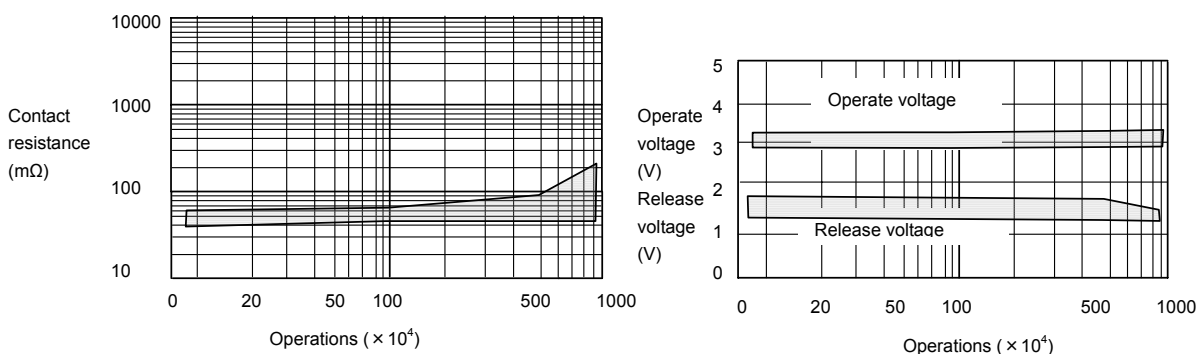 10000
1000
100
10
Contact
resistance
(mΩ)
0 20 50 100 500 1000
Operations ( × 10⁴)
5
4
3
2
1
0
Operate
voltage
(V)
Release
voltage
(V)
Operate voltage
Release voltage
0 20 50 100 500 1000
Operations ( × 10⁴)